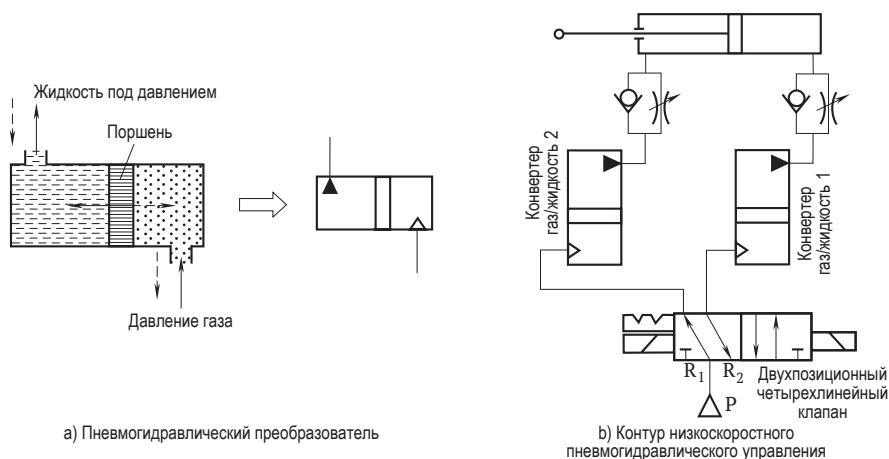 Жидкость под давлением
Поршень
Давление газа
a) Пневмогидравлический преобразователь
Конвертер
газ/жидкость 2
Конвертер
газ/жидкость 1
R1
R2
P
Двухпозиционный
четырехлинейный
клапан
b) Контур низкоскоростного
пневмогидравлического управления